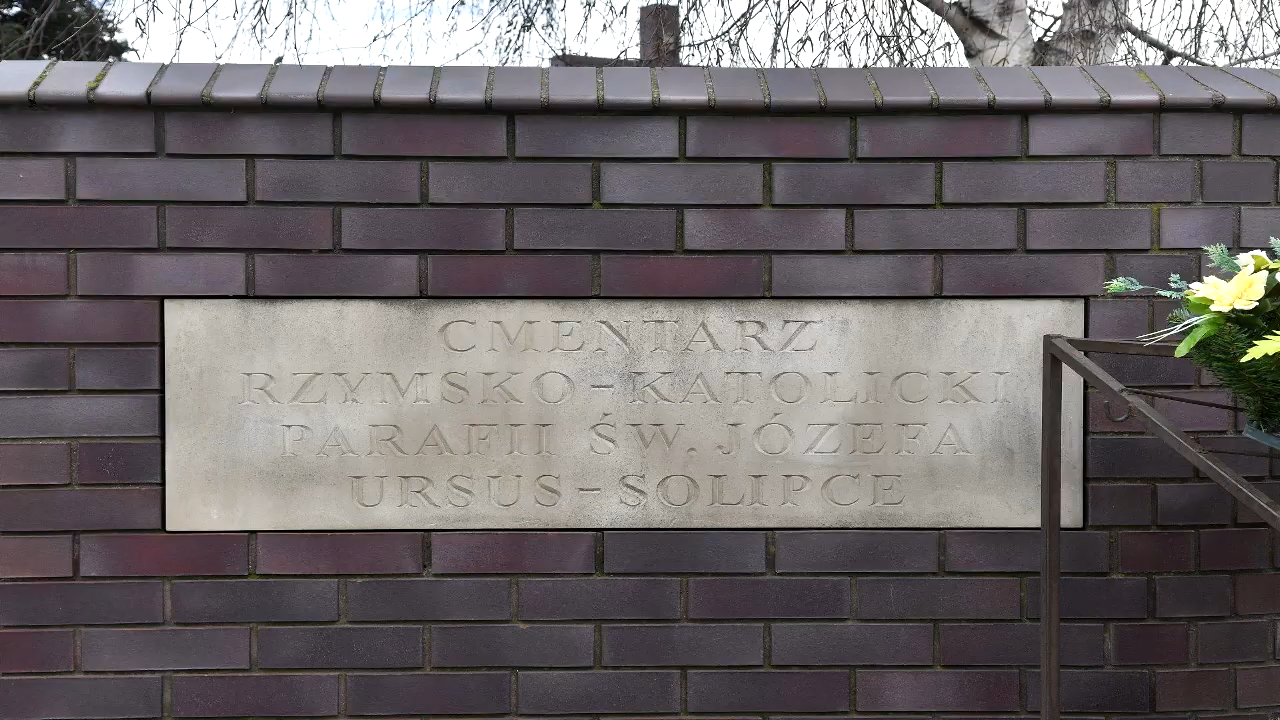 CMENTARZ
RZYMSKO-KATOLICKI
PARAFII ŚW. JÓZEFA
URSUS-SOLIPCE